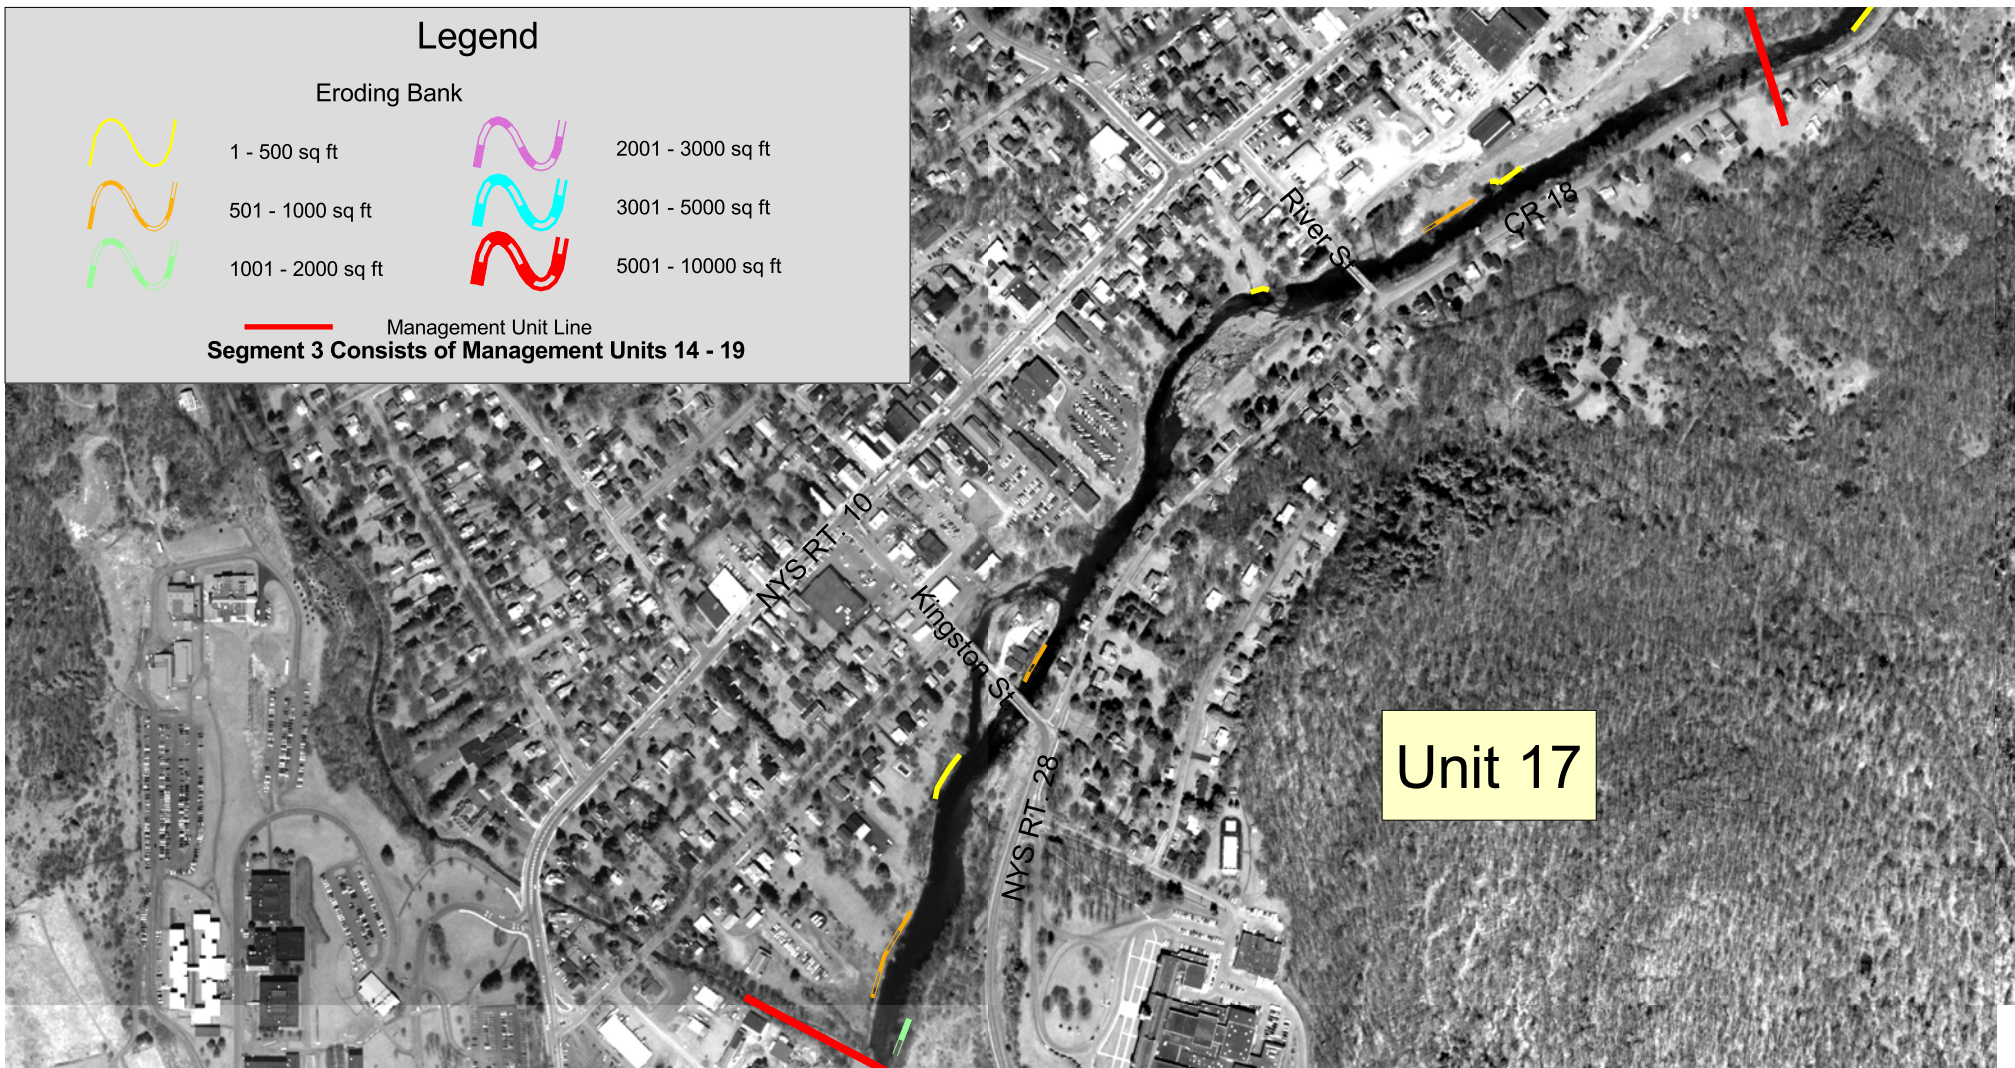 Legend
Eroding Bank
1 - 500 sq ft
2001 - 3000 sq ft
501 - 1000 sq ft
3001 - 5000 sq ft
1001 - 2000 sq ft
5001 - 10000 sq ft
Management Unit Line
Segment 3 Consists of Management Units 14 - 19
River St
CR 18
NYS RT. 10
Kingston St
NYS RT. 28
Unit 17